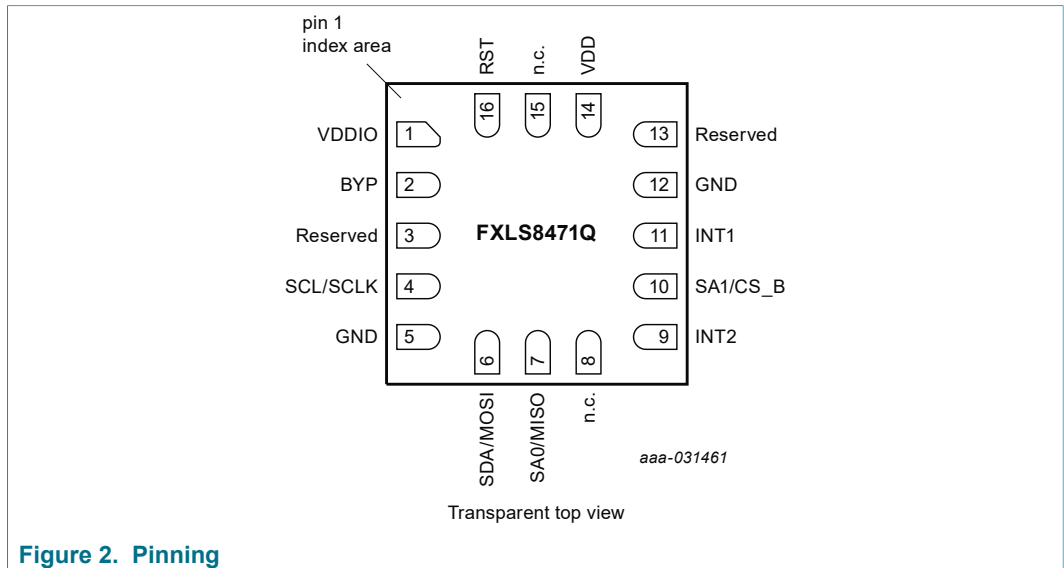 pin 1
index area
RST
n.c.
VDD
16
15
14
VDDIO 1
13 Reserved
BYP 2
12 GND
Reserved 3
FXLS8471Q
11 INT1
SCL/SCLK 4
10 SA1/CS_B
GND 5
9 INT2
6
7
8
SDA/MOSI
SA0/MISO
n.c.
aaa-031461
Transparent top view
Figure 2. Pinning